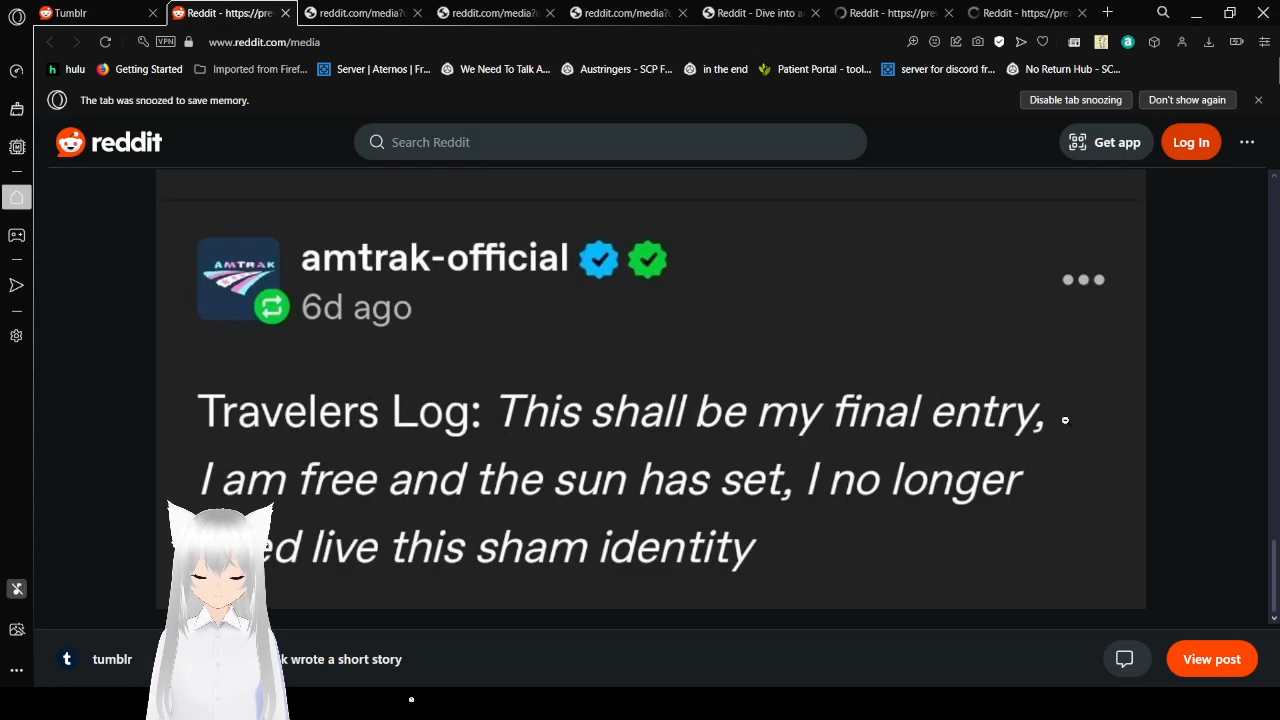 Tumblr
Reddit - https://prev
reddit.com/media?u
reddit.com/media?u
reddit.com/media?u
Reddit - Dive into a
Reddit - https://prev
Reddit - https://prev
VPN
www.reddit.com/media
hulu
Getting Started
Imported from Firef...
Server | Aternos | Fr...
We Need To Talk A...
Austringers - SCP F...
in the end
Patient Portal - tool...
server for discord fr...
No Return Hub - SC...
The tab was snoozed to save memory.
Disable tab snoozing
Don't show again
reddit
Search Reddit
Get app
Log In
AMTRAK
amtrak-official
6d ago
Travelers Log: This shall be my final entry,
I am free and the sun has set, I no longer
live this sham identity
tumblr
wrote a short story
View post